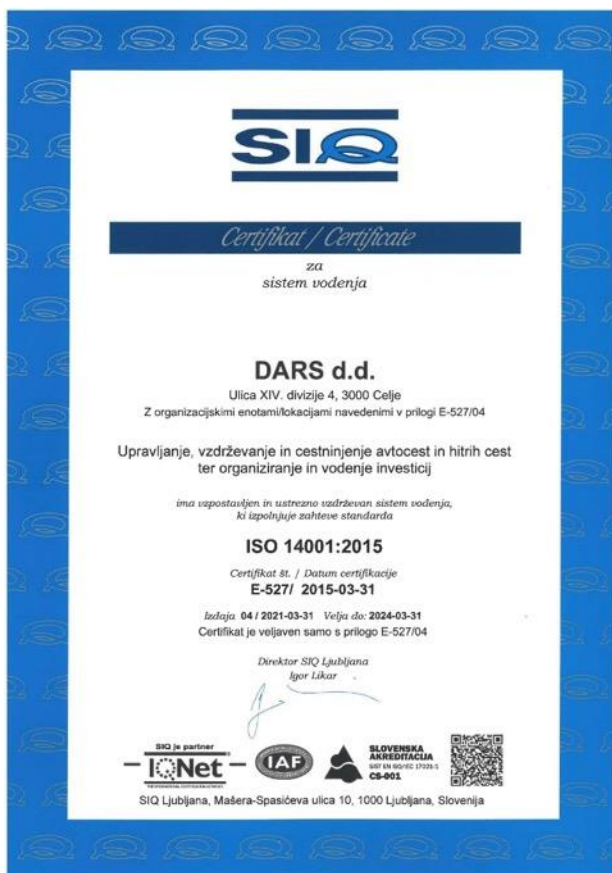 SIQ
Certifikat / Certificate
za
sistem vodenja
DARS d.d.
Ulica XIV. divizije 4, 3000 Celje
Z organizacijskimi enotami/lokacijami navedenimi v prilogi E-527/04
Upravljanje, vzdrževanje in cestninjenje avtocest in hitrih cest
ter organiziranje in vodenje investicij
ima vzpostavljen in ustrezno vzdrževan sistem vodenja,
ki izpolnjuje zahteve standarda
ISO 14001:2015
Certifikat št. / Datum certifikacije
E-527/ 2015-03-31
Izdaja 04 / 2021-03-31 Velja do: 2024-03-31
Certifikat je veljaven samo s prilogo E-527/04
Direktor SIQ Ljubljana
Igor Likar
SIQ je partner
IQNet
IAF
SLOVENSKA
AKREDITACIJA
CS-001
SIQ Ljubljana, Mašera-Spasićeva ulica 10, 1000 Ljubljana, Slovenija